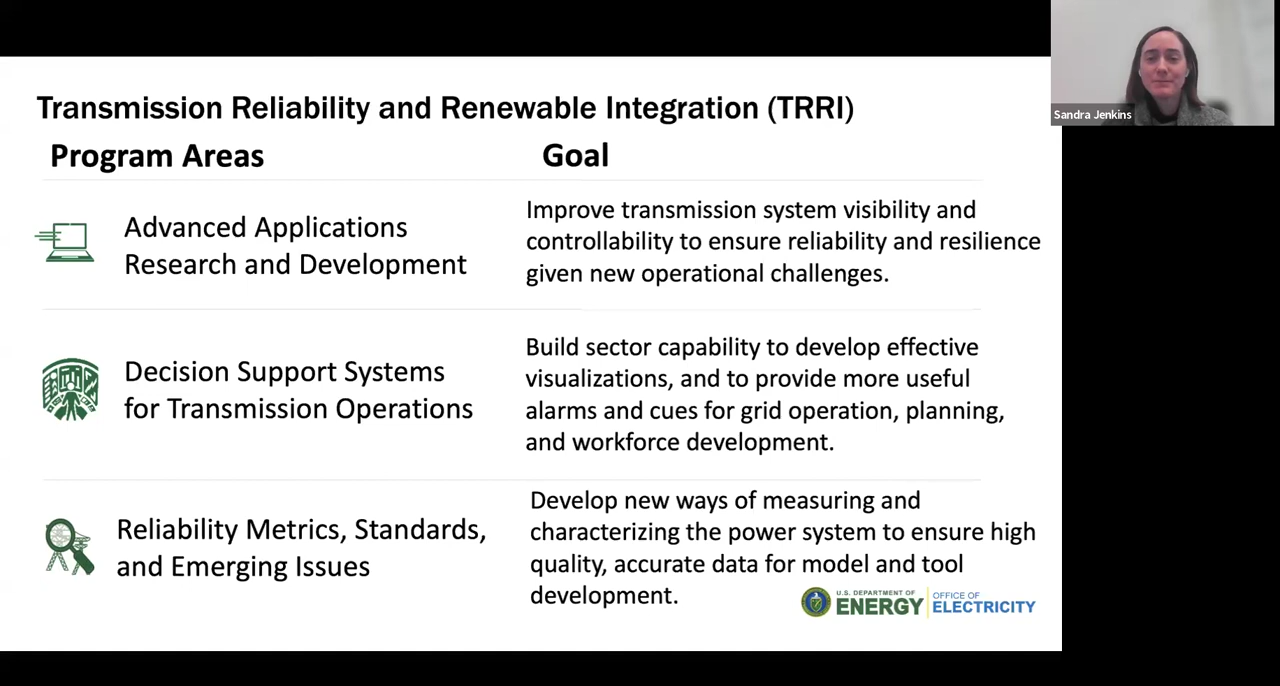 Transmission Reliability and Renewable Integration (TRRI)
Sandra Jenkins
Program Areas
Goal
Advanced Applications
Research and Development
Improve transmission system visibility and
controllability to ensure reliability and resilience
given new operational challenges.
Decision Support Systems
for Transmission Operations
Build sector capability to develop effective
visualizations, and to provide more useful
alarms and cues for grid operation, planning,
and workforce development.
Reliability Metrics, Standards,
and Emerging Issues
Develop new ways of measuring and
characterizing the power system to ensure high
quality, accurate data for model and tool
development.
U.S. DEPARTMENT OF
ENERGY
OFFICE OF
ELECTRICITY